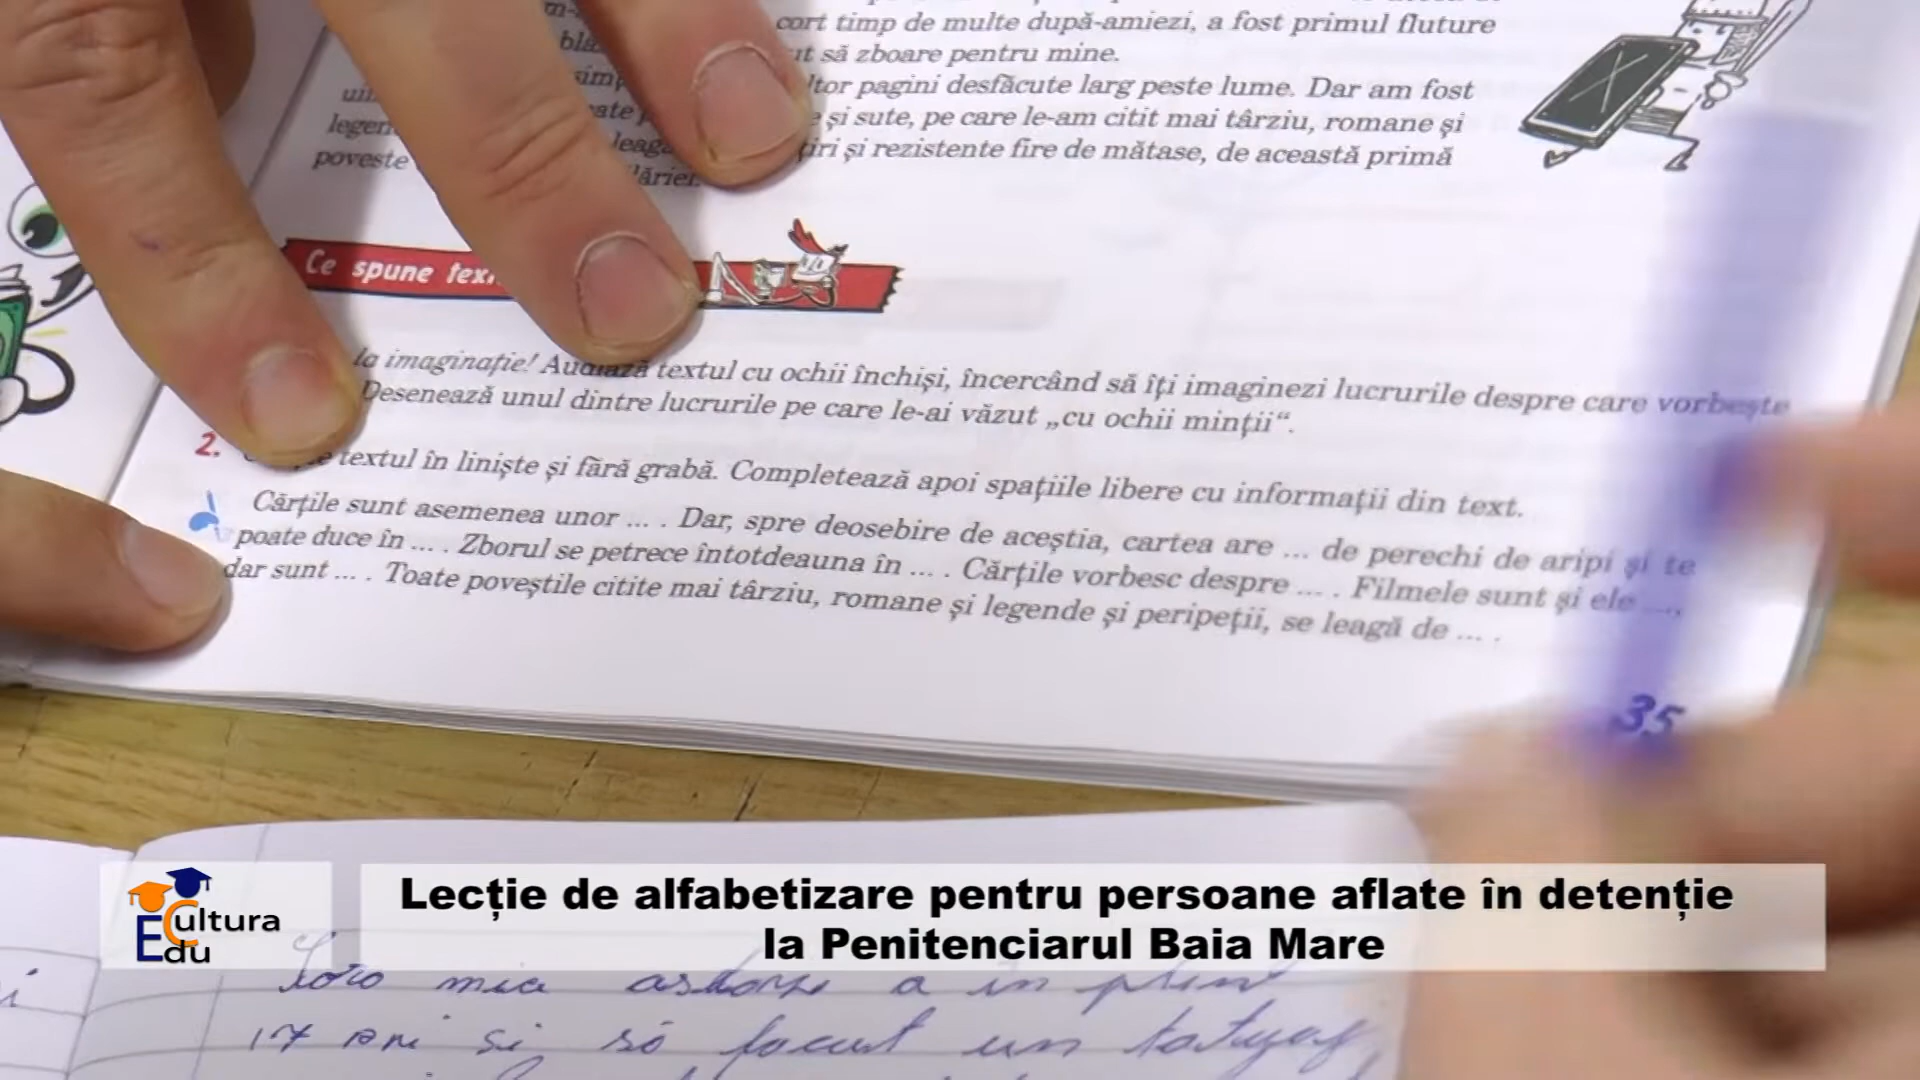 cort timp de multe după-amiezi, a fost primul fluture
să zboare pentru mine.
pagini desfăcute larg peste lume. Dar am fost
și sute, pe care le-am citit mai târziu, romane și
legen
și rezistente fire de mătase, de această primă
poveste
Ce spune
la imaginație! Audiază textul cu ochii închiși, încercând să îți imaginezi lucrurile despre care vorbește
Desenează unul dintre lucrurile pe care le-ai văzut „cu ochii minții“.
2. textul în liniște și fără grabă. Completează apoi spațiile libere cu informații din text.
Cărțile sunt asemenea unor ... . Dar, spre deosebire de aceștia, cartea are ... de perechi de aripi și te
poate duce în ... . Zborul se petrece întotdeauna în ... . Cărțile vorbesc despre ... . Filmele sunt și ele ...,
dar sunt ... . Toate poveștile citite mai târziu, romane și legende și peripeții, se leagă de ... .
35
Cultura
Edu
Lecție de alfabetizare pentru persoane aflate în detenție
la Penitenciarul Baia Mare
mea a
17 ani si un